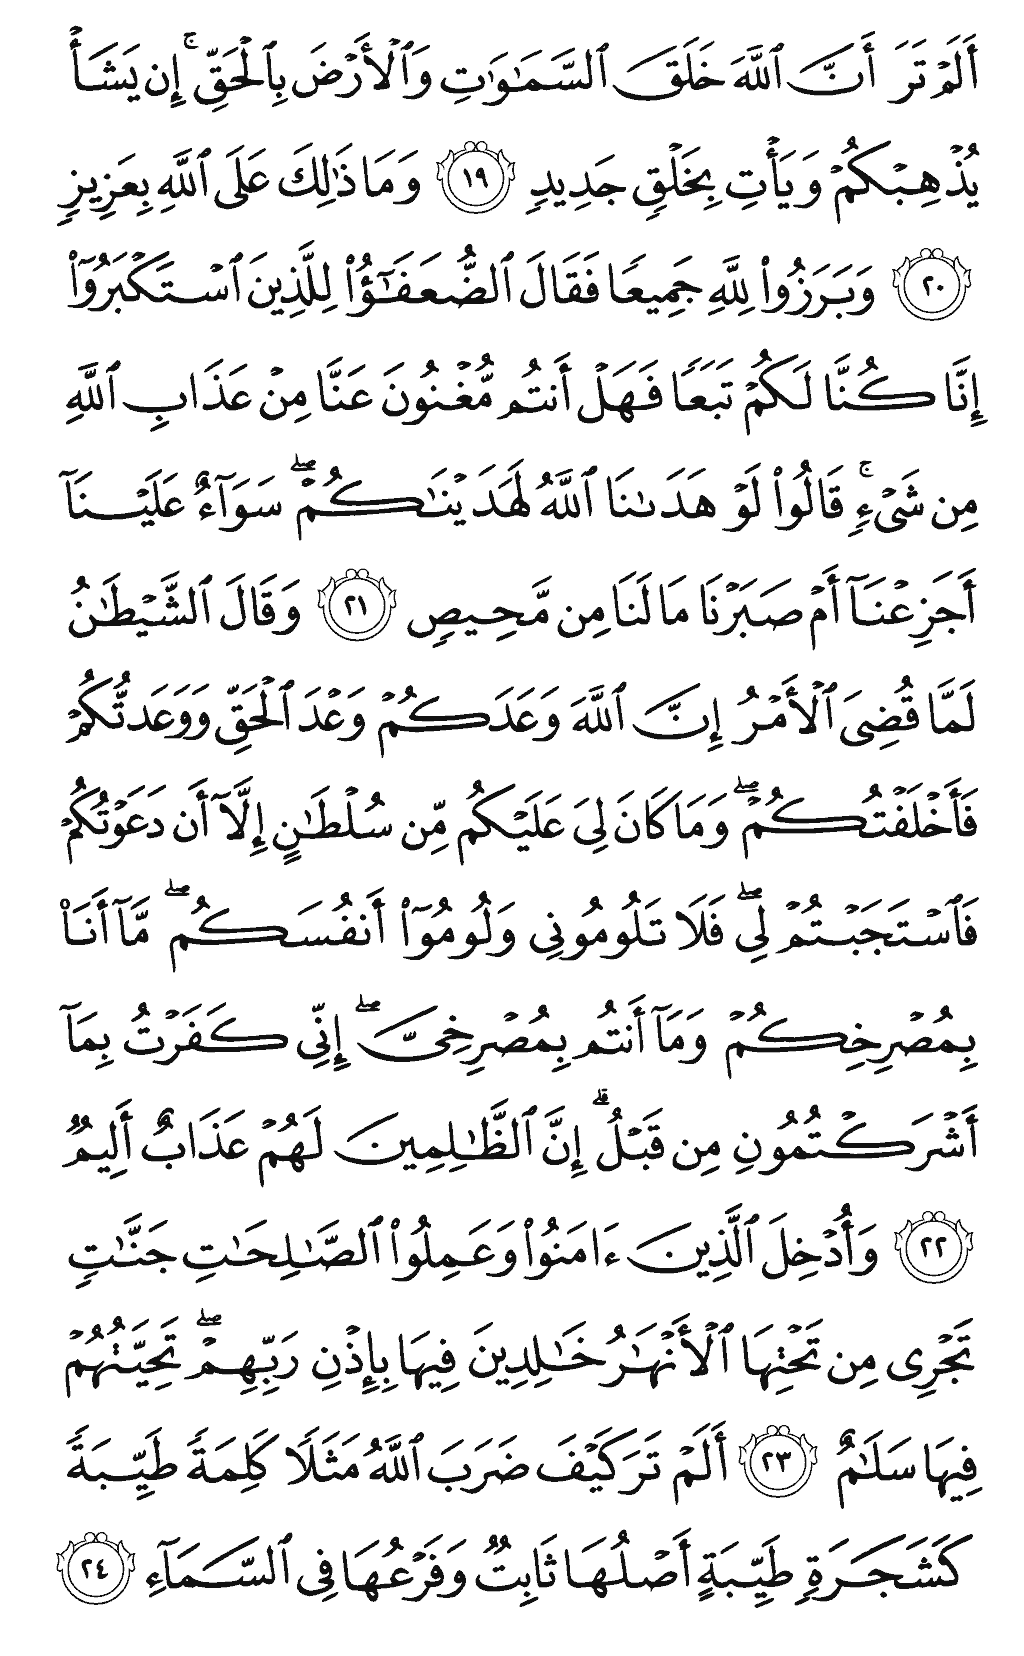 أَلَمۡ تَرَ أَنَّ ٱللَّهَ خَلَقَ ٱلسَّمَٰوَٰتِ وَٱلۡأَرۡضَ بِٱلۡحَقِّۚ إِن يَشَأۡ
يُذۡهِبۡكُمۡ وَيَأۡتِ بِخَلۡقٖ جَدِيدٖ ١٩ وَمَا ذَٰلِكَ عَلَى ٱللَّهِ بِعَزِيزٖ
٢٠ وَبَرَزُواْ لِلَّهِ جَمِيعٗا فَقَالَ ٱلضُّعَفَٰٓؤُاْ لِلَّذِينَ ٱسۡتَكۡبَرُوٓاْ
إِنَّا كُنَّا لَكُمۡ تَبَعٗا فَهَلۡ أَنتُم مُّغۡنُونَ عَنَّا مِنۡ عَذَابِ ٱللَّهِ
مِن شَيۡءٖۚ قَالُواْ لَوۡ هَدَىٰنَا ٱللَّهُ لَهَدَيۡنَٰكُمۡۖ سَوَآءٌ عَلَيۡنَآ
أَجَزِعۡنَآ أَمۡ صَبَرۡنَا مَا لَنَا مِن مَّحِيصٖ ٢١ وَقَالَ ٱلشَّيۡطَٰنُ
لَمَّا قُضِيَ ٱلۡأَمۡرُ إِنَّ ٱللَّهَ وَعَدَكُمۡ وَعۡدَ ٱلۡحَقِّ وَوَعَدتُّكُمۡ
فَأَخۡلَفۡتُكُمۡۖ وَمَا كَانَ لِيَ عَلَيۡكُم مِّن سُلۡطَٰنٍ إِلَّآ أَن دَعَوۡتُكُمۡ
فَٱسۡتَجَبۡتُمۡ لِيۖ فَلَا تَلُومُونِي وَلُومُوٓاْ أَنفُسَكُمۖ مَّآ أَنَا۠
بِمُصۡرِخِكُمۡ وَمَآ أَنتُم بِمُصۡرِخِيَّۖ إِنِّي كَفَرۡتُ بِمَآ
أَشۡرَكۡتُمُونِ مِن قَبۡلُۗ إِنَّ ٱلظَّٰلِمِينَ لَهُمۡ عَذَابٌ أَلِيمٞ
٢٢ وَأُدۡخِلَ ٱلَّذِينَ ءَامَنُواْ وَعَمِلُواْ ٱلصَّٰلِحَٰتِ جَنَّٰتٖ
تَجۡرِي مِن تَحۡتِهَا ٱلۡأَنۡهَٰرُ خَٰلِدِينَ فِيهَا بِإِذۡنِ رَبِّهِمۡۖ تَحِيَّتُهُمۡ
فِيهَا سَلَٰمٌ ٢٣ أَلَمۡ تَرَ كَيۡفَ ضَرَبَ ٱللَّهُ مَثَلٗا كَلِمَةٗ طَيِّبَةٗ
كَشَجَرَةٖ طَيِّبَةٍ أَصۡلُهَا ثَابِتٞ وَفَرۡعُهَا فِي ٱلسَّمَآءِ ٢٤